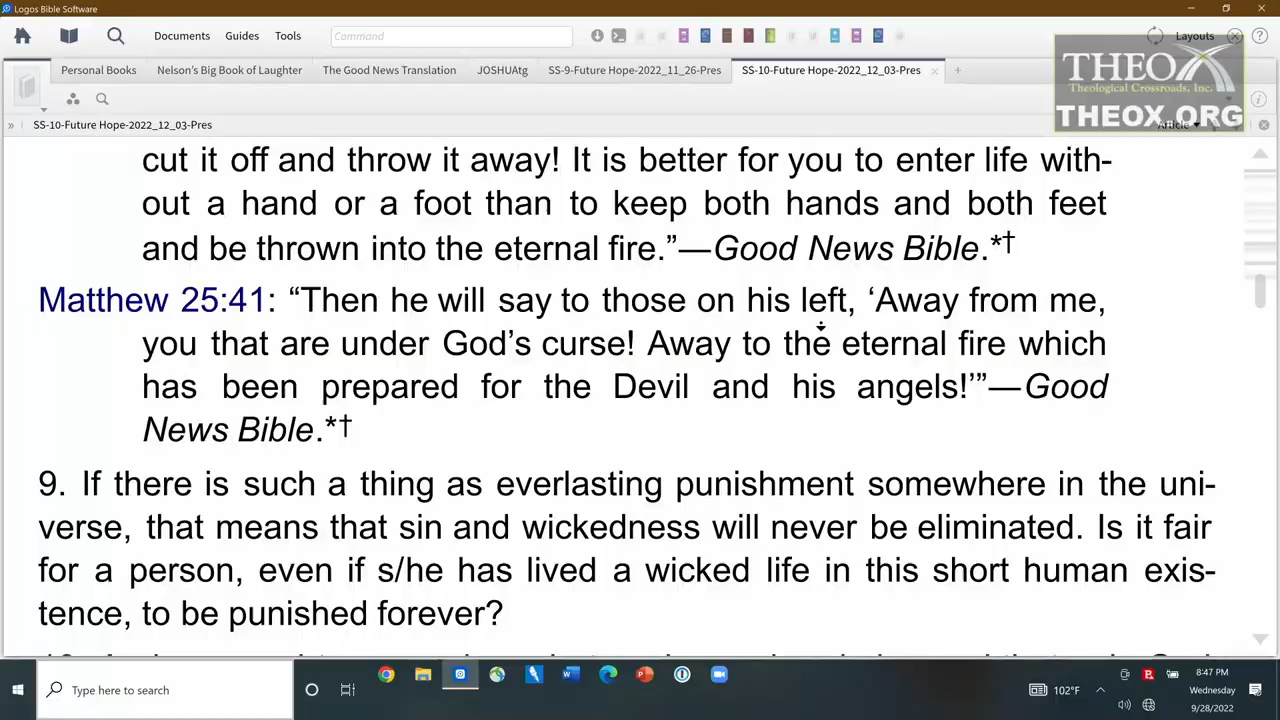 Logos Bible Software
Documents Guides Tools Command Layouts
THEOX
Theological Crossroads, Inc.
THEOX.ORG
Personal Books Nelson's Big Book of Laughter The Good News Translation JOSHUAtg SS-9-Future Hope-2022_11_26-Pres SS-10-Future Hope-2022_12_03-Pres
SS-10-Future Hope-2022_12_03-Pres Article
cut it off and throw it away! It is better for you to enter life with-
out a hand or a foot than to keep both hands and both feet
and be thrown into the eternal fire.”—Good News Bible.*†
Matthew 25:41: “Then he will say to those on his left, ‘Away from me,
you that are under God’s curse! Away to the eternal fire which
has been prepared for the Devil and his angels!’”—Good
News Bible.*†
9. If there is such a thing as everlasting punishment somewhere in the uni-
verse, that means that sin and wickedness will never be eliminated. Is it fair
for a person, even if s/he has lived a wicked life in this short human exis-
tence, to be punished forever?
Type here to search
102°F
8:47 PM
Wednesday
9/28/2022